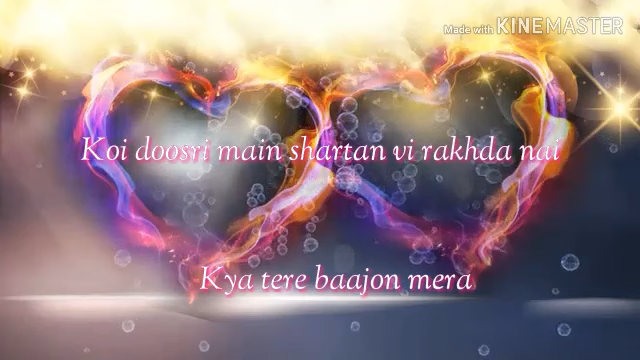 Made with KINEMASTER
Koi doosri main shartan vi rakhda nai
Kya tere baajon mera